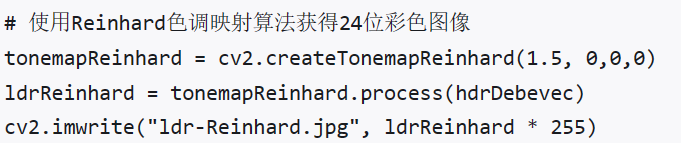 # 使用Reinhard色调映射算法获得24位彩色图像
tonemapReinhard = cv2.createTonemapReinhard(1.5, 0,0,0)
ldrReinhard = tonemapReinhard.process(hdrDebevec)
cv2.imwrite("ldr-Reinhard.jpg", ldrReinhard * 255)